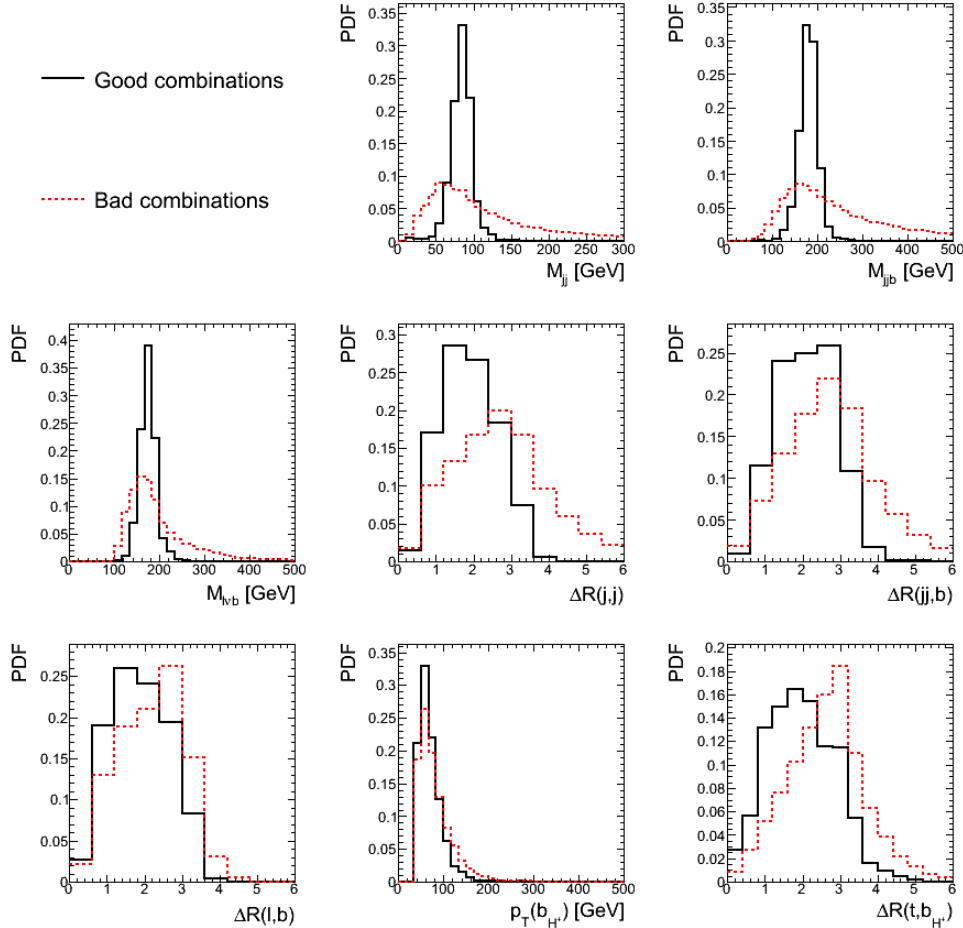 Good combinations
Bad combinations
PDF
0.35
0.3
0.25
0.2
0.15
0.1
0.05
0
0 50 100 150 200 250 300
M_jj [GeV]
PDF
0.35
0.3
0.25
0.2
0.15
0.1
0.05
0
0 100 200 300 400 500
M_jjb [GeV]
PDF
0.4
0.35
0.3
0.25
0.2
0.15
0.1
0.05
0
0 100 200 300 400 500
M_lνb [GeV]
PDF
0.3
0.25
0.2
0.15
0.1
0.05
0
0 1 2 3 4 5 6
ΔR(j,j)
PDF
0.25
0.2
0.15
0.1
0.05
0
0 1 2 3 4 5 6
ΔR(jj,b)
PDF
0.25
0.2
0.15
0.1
0.05
0
0 1 2 3 4 5 6
ΔR(l,b)
PDF
0.35
0.3
0.25
0.2
0.15
0.1
0.05
0
0 100 200 300 400 500
p_T(b_H⁺) [GeV]
PDF
0.2
0.18
0.16
0.14
0.12
0.10
0.08
0.06
0.04
0.02
0
0 1 2 3 4 5 6
ΔR(t,b_H⁺)